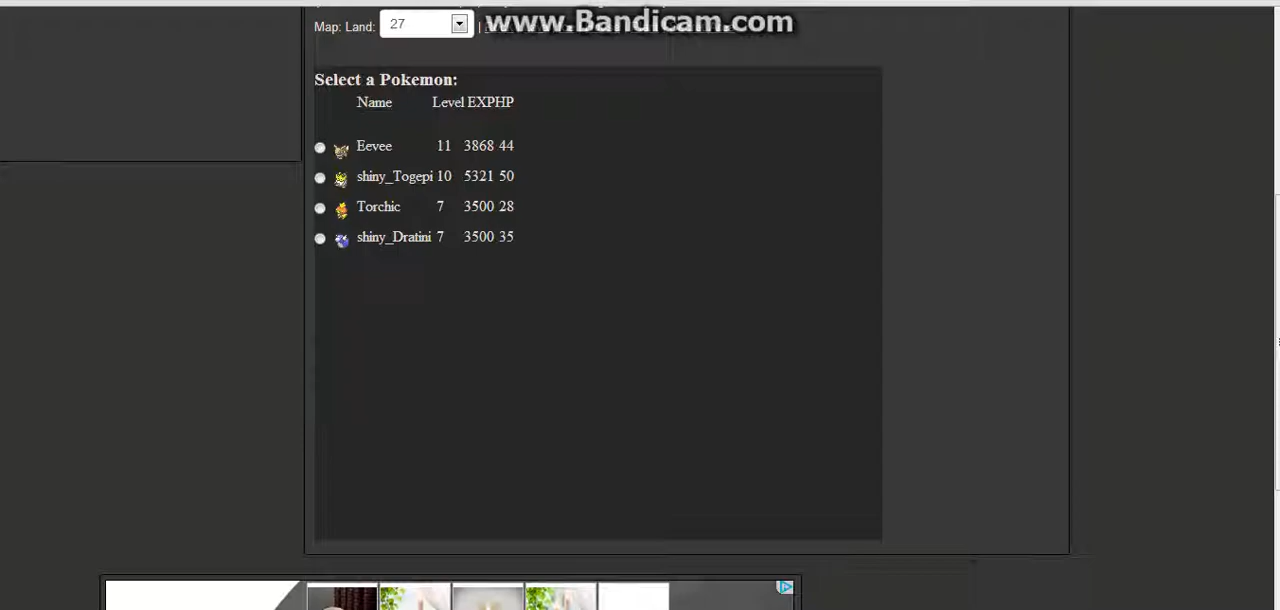 Map: Land: 27 | www.Bandicam.com
Select a Pokemon:
Name Level EXPHP
Eevee 11 3868 44
shiny_Togepi 10 5321 50
Torchic 7 3500 28
shiny_Dratini 7 3500 35